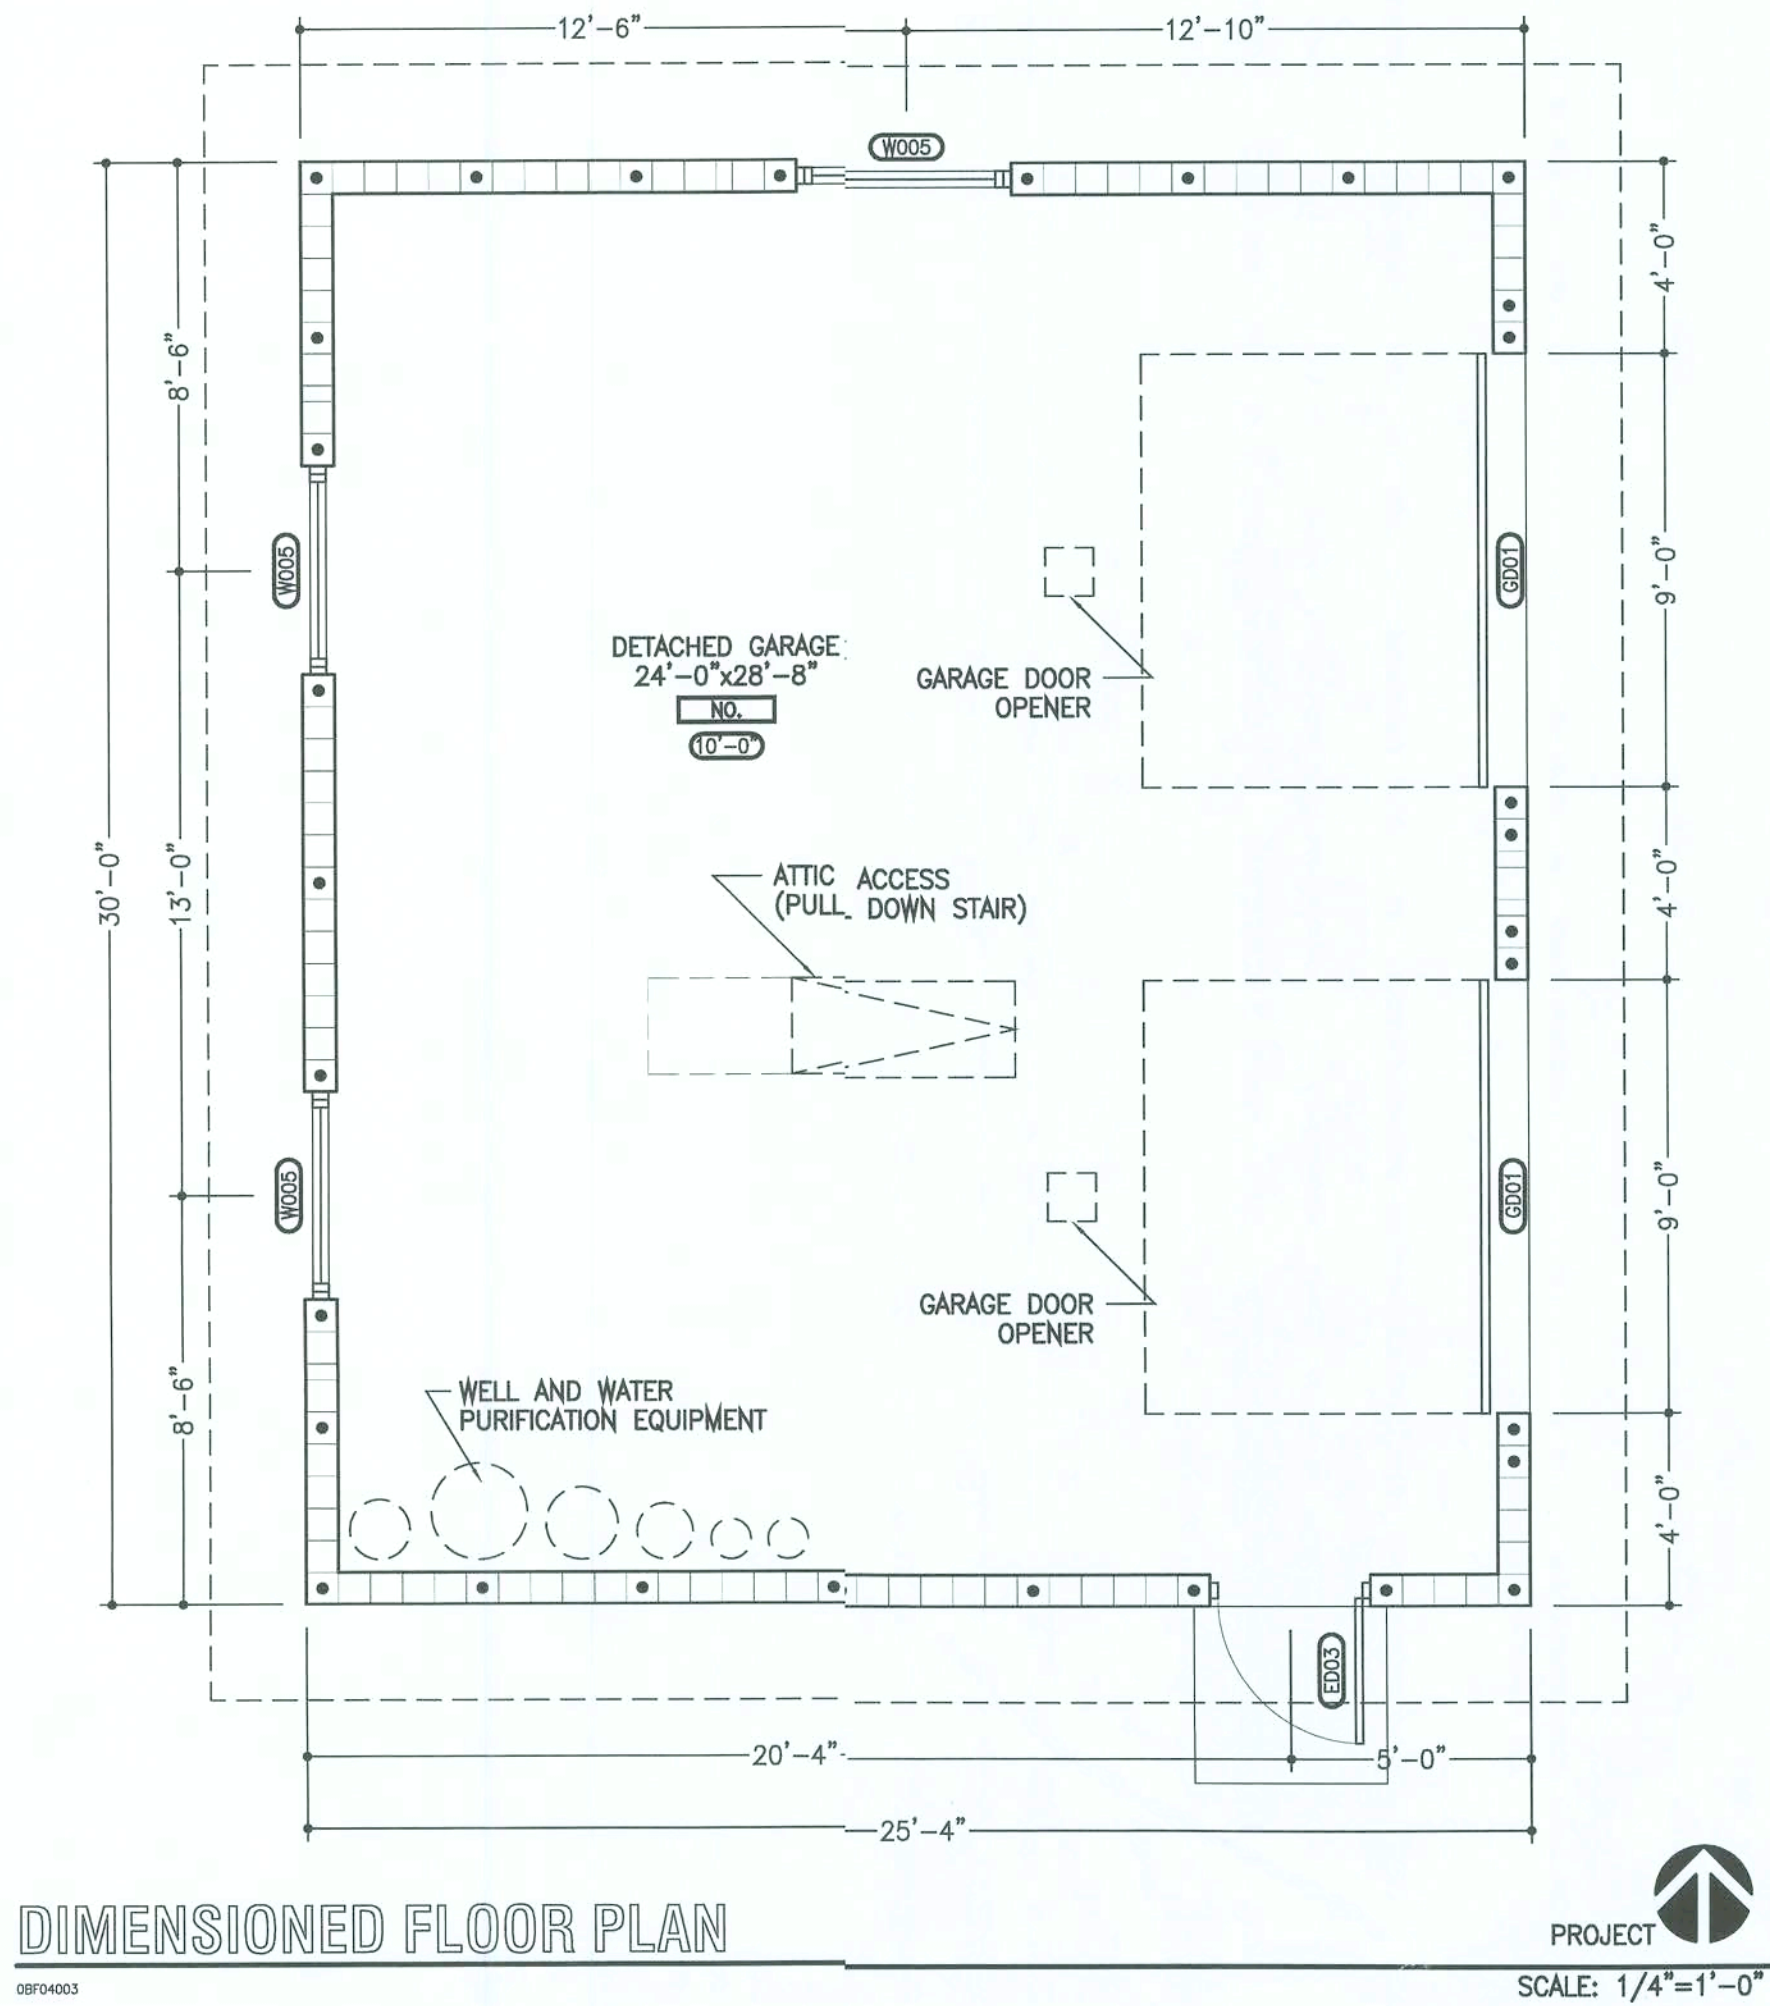 12'-6"
12'-10"
W005
4'-0"
8'-6"
9'-0"
W005
GD01
DETACHED GARAGE
24'-0"x28'-8"
NO.
10'-0"
GARAGE DOOR
OPENER
30'-0"
13'-0"
ATTIC ACCESS
(PULL DOWN STAIR)
4'-0"
W005
GD01
9'-0"
GARAGE DOOR
OPENER
8'-6"
WELL AND WATER
PURIFICATION EQUIPMENT
4'-0"
ED03
20'-4"
5'-0"
25'-4"
DIMENSIONED FLOOR PLAN
PROJECT
0BF04003
SCALE: 1/4"=1'-0"